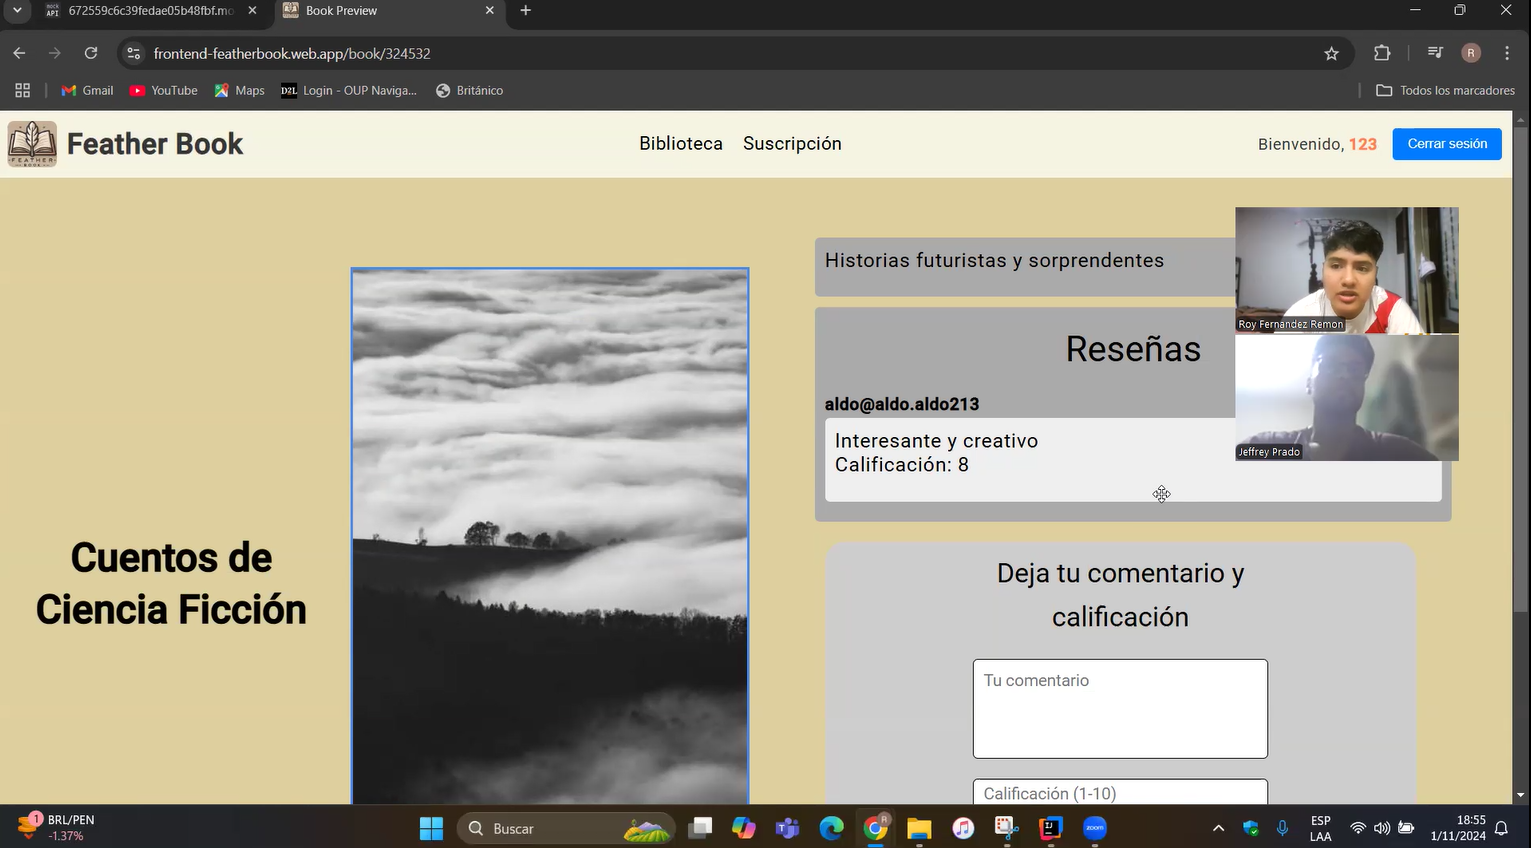 672559c6c39fedae05b48fbf.mo
Book Preview
frontend-featherbook.web.app/book/324532
R
Gmail
YouTube
Maps
D2L
Login - OUP Naviga...
Británico
Todos los marcadores
Feather Book
Biblioteca
Suscripción
Bienvenido, 123
Cerrar sesión
Historias futuristas y sorprendentes
Roy Fernandez Remon
Reseñas
aldo@aldo.aldo213
Interesante y creativo
Calificación: 8
Jeffrey Prado
Cuentos de
Ciencia Ficción
Deja tu comentario y
calificación
Tu comentario
Calificación (1-10)
1
BRL/PEN
-1.37%
Buscar
zoom
ESP
LAA
18:55
1/11/2024